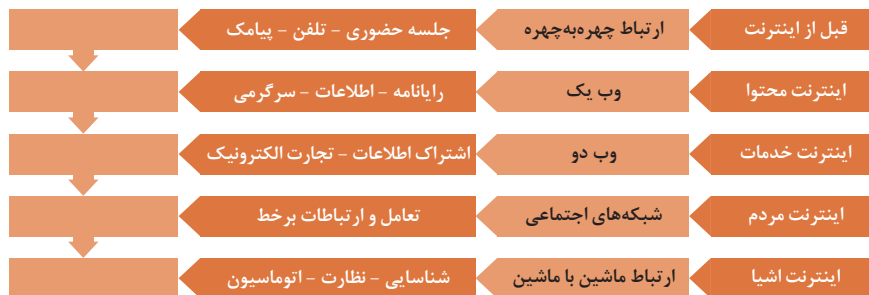 قبل از اینترنت
ارتباط چهره‌به‌چهره
جلسه حضوری - تلفن - پیامک
اینترنت محتوا
وب یک
رایانامه - اطلاعات - سرگرمی
اینترنت خدمات
وب دو
اشتراک اطلاعات - تجارت الکترونیک
اینترنت مردم
شبکه‌های اجتماعی
تعامل و ارتباطات برخط
اینترنت اشیا
ارتباط ماشین با ماشین
شناسایی - نظارت - اتوماسیون